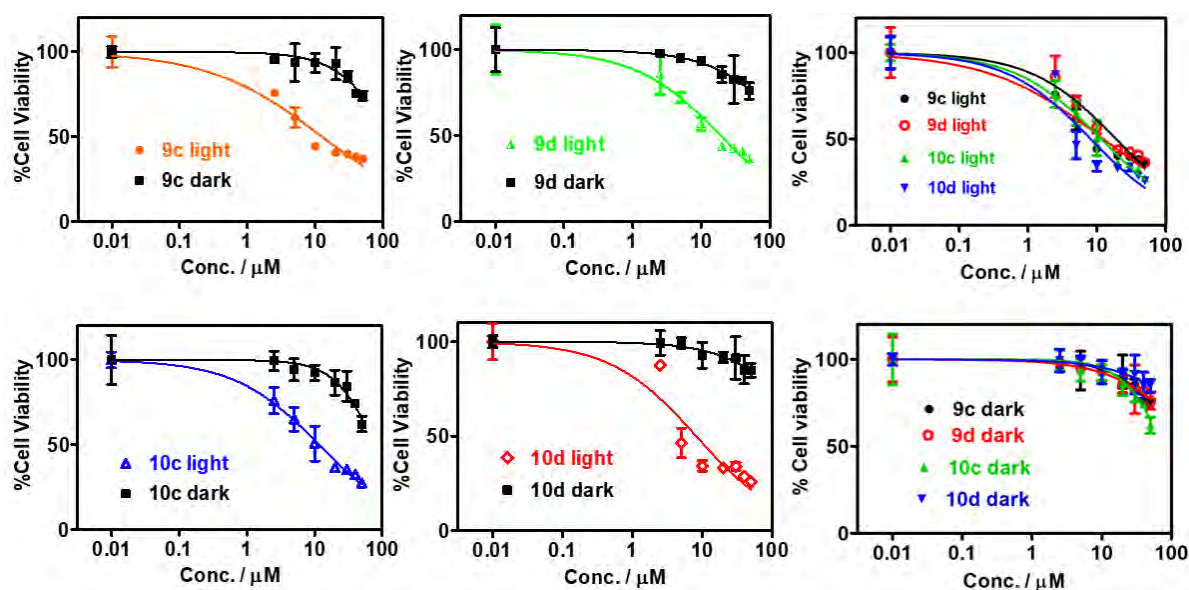 %Cell Viability
100
50
0
9c light
9c dark
0.01 0.1 1 10 100
Conc. / μM
%Cell Viability
100
50
0
9d light
9d dark
0.01 0.1 1 10 100
Conc. / μM
% Cell Viability
100
50
0
9c light
9d light
10c light
10d light
0.01 0.1 1 10 100
Conc. / μM
%Cell Viability
100
50
0
10c light
10c dark
0.01 0.1 1 10 100
Conc. / μM
%Cell Viability
100
50
0
10d light
10d dark
0.01 0.1 1 10 100
Conc. / μM
% Cell viability
100
50
0
9c dark
9d dark
10c dark
10d dark
0.01 0.1 1 10 100
Conc. / μM